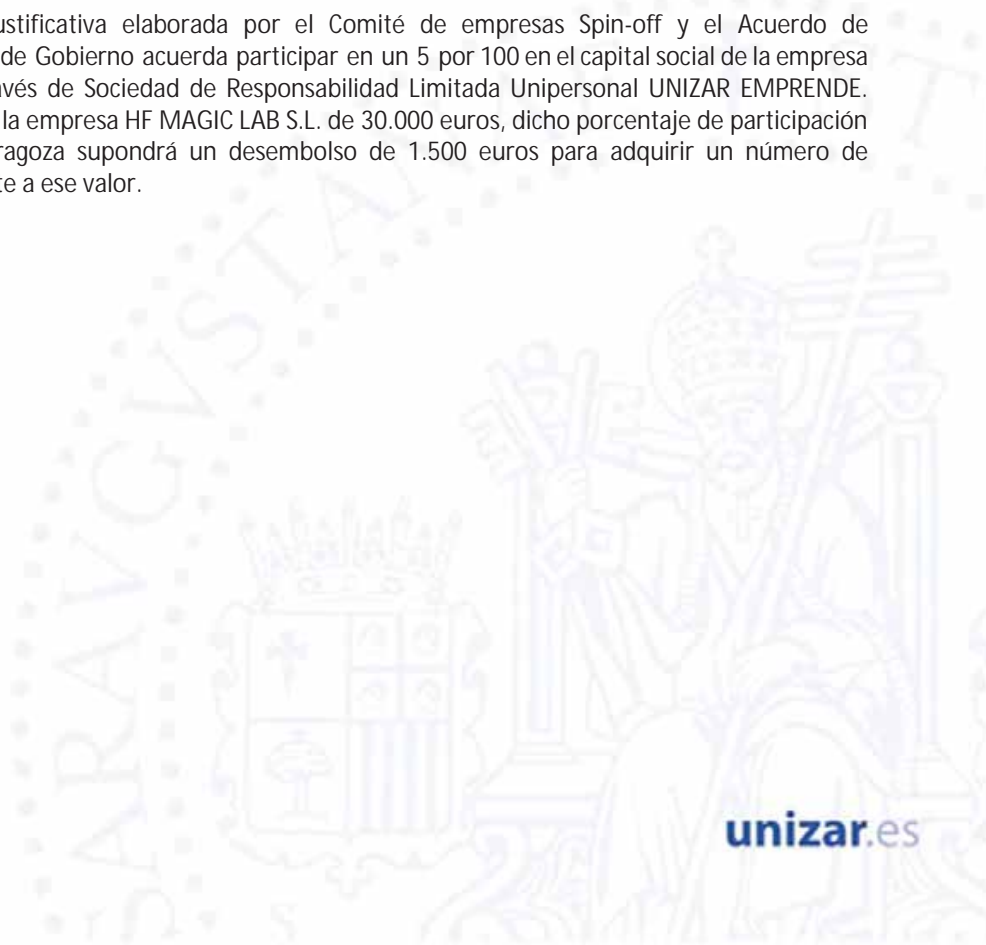 ustificativa elaborada por el Comité de empresas Spin-off y el Acuerdo de
de Gobierno acuerda participar en un 5 por 100 en el capital social de la empresa
avés de Sociedad de Responsabilidad Limitada Unipersonal UNIZAR EMPRENDE.
la empresa HF MAGIC LAB S.L. de 30.000 euros, dicho porcentaje de participación
ragoza supondrá un desembolso de 1.500 euros para adquirir un número de
te a ese valor.
unizar.es